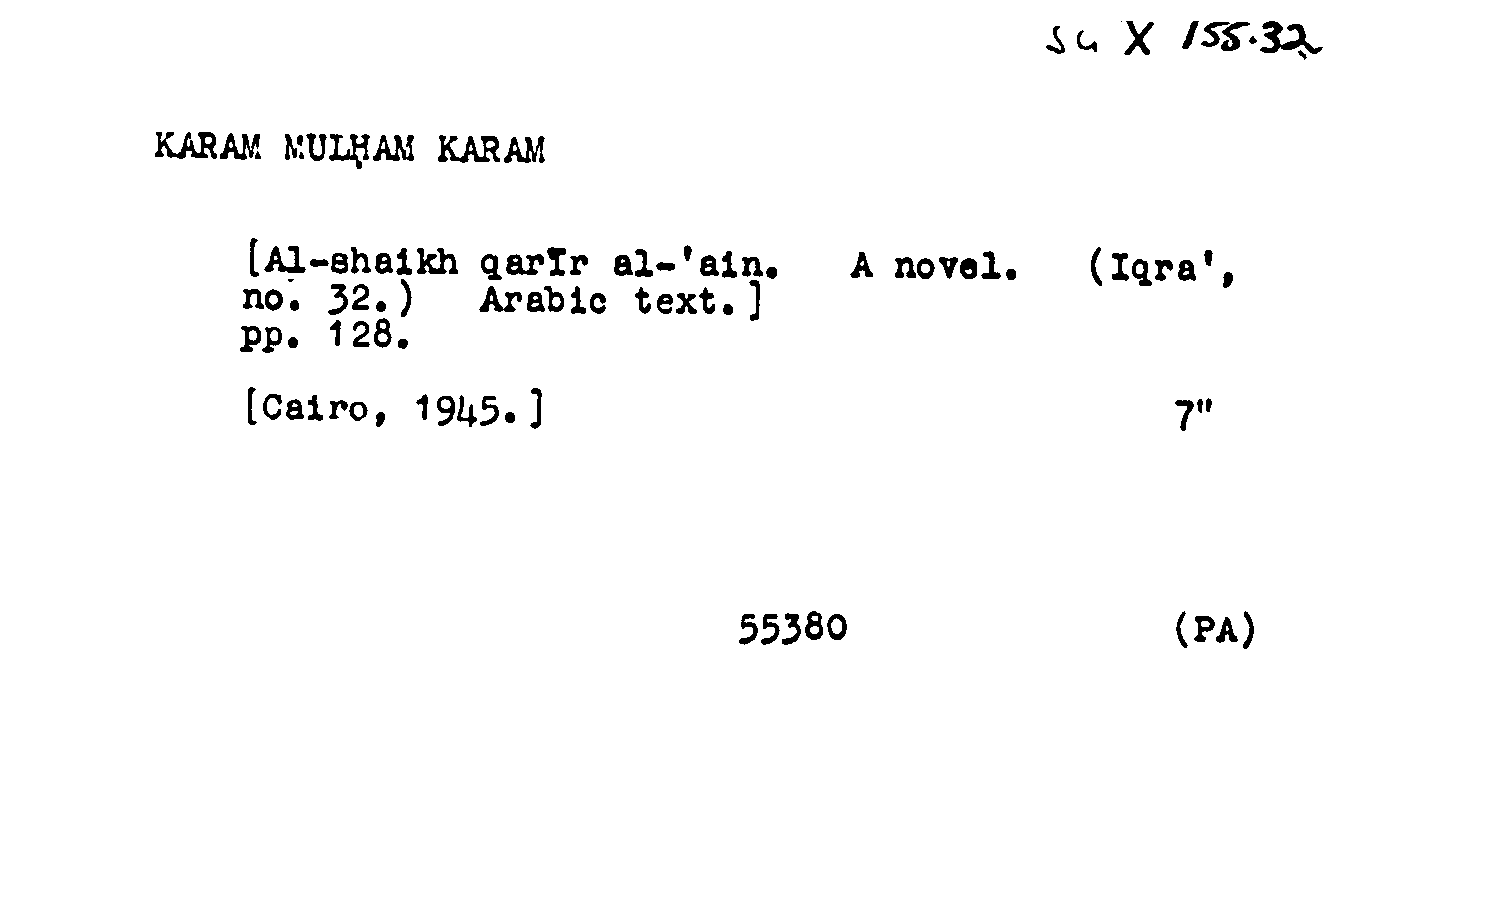 SG X 155.32
KARAM MULḤAM KARAM
[Al-shaikh qarīr al-'ain. A novel. (Iqra',
no. 32.) Arabic text.]
pp. 128.
[Cairo, 1945.] 7"
55380 (PA)